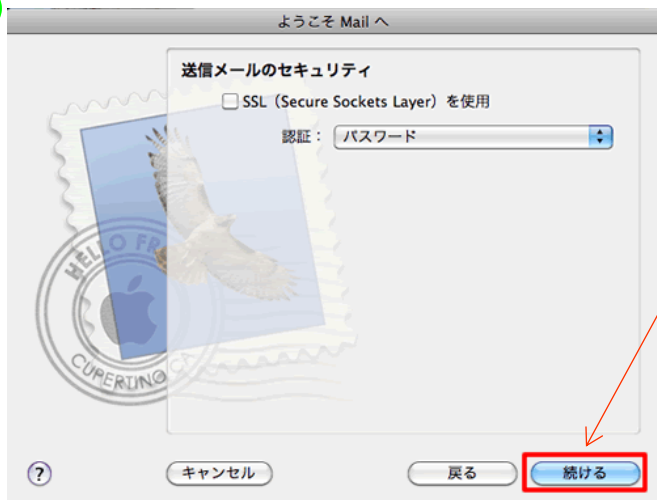 ようこそ Mail へ
送信メールのセキュリティ
SSL（Secure Sockets Layer）を使用
認証： パスワード
HELLO FR
CUPERTINO CA
?
キャンセル
戻る
続ける